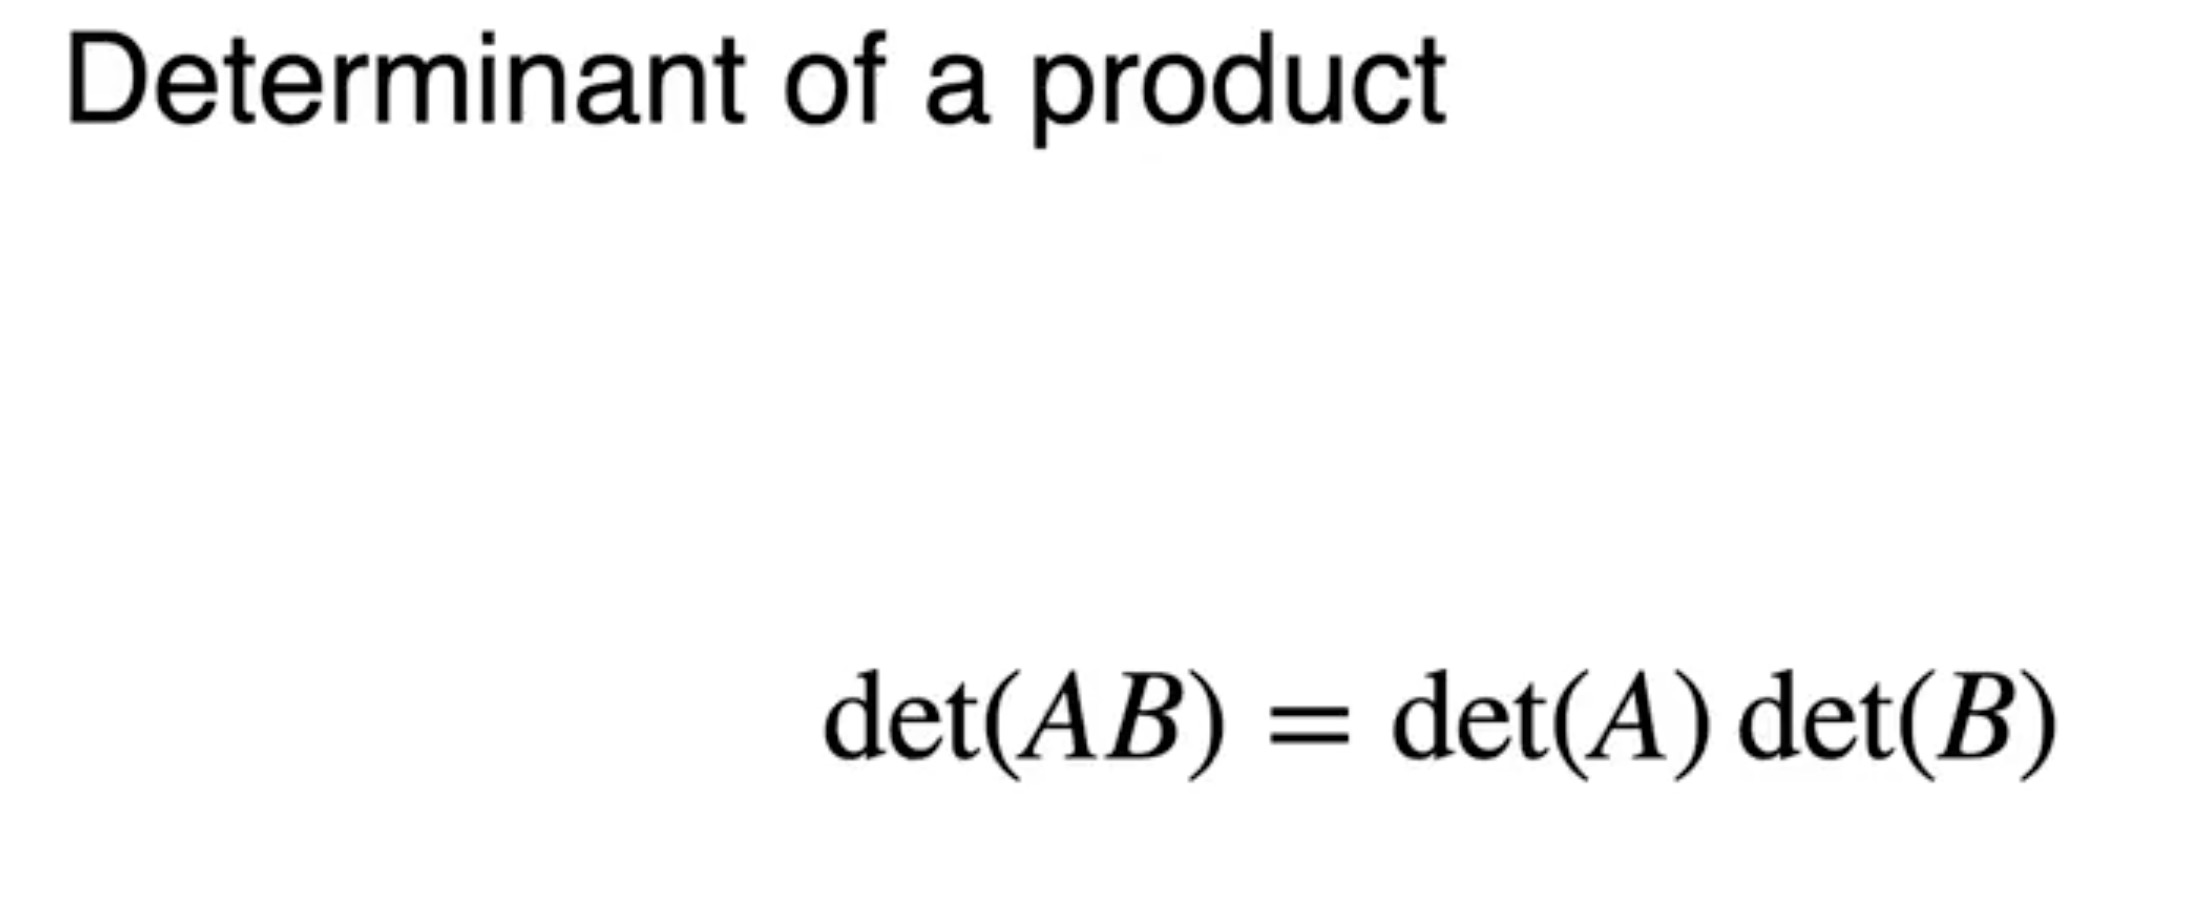 Determinant of a product
det(AB) = det(A) det(B)